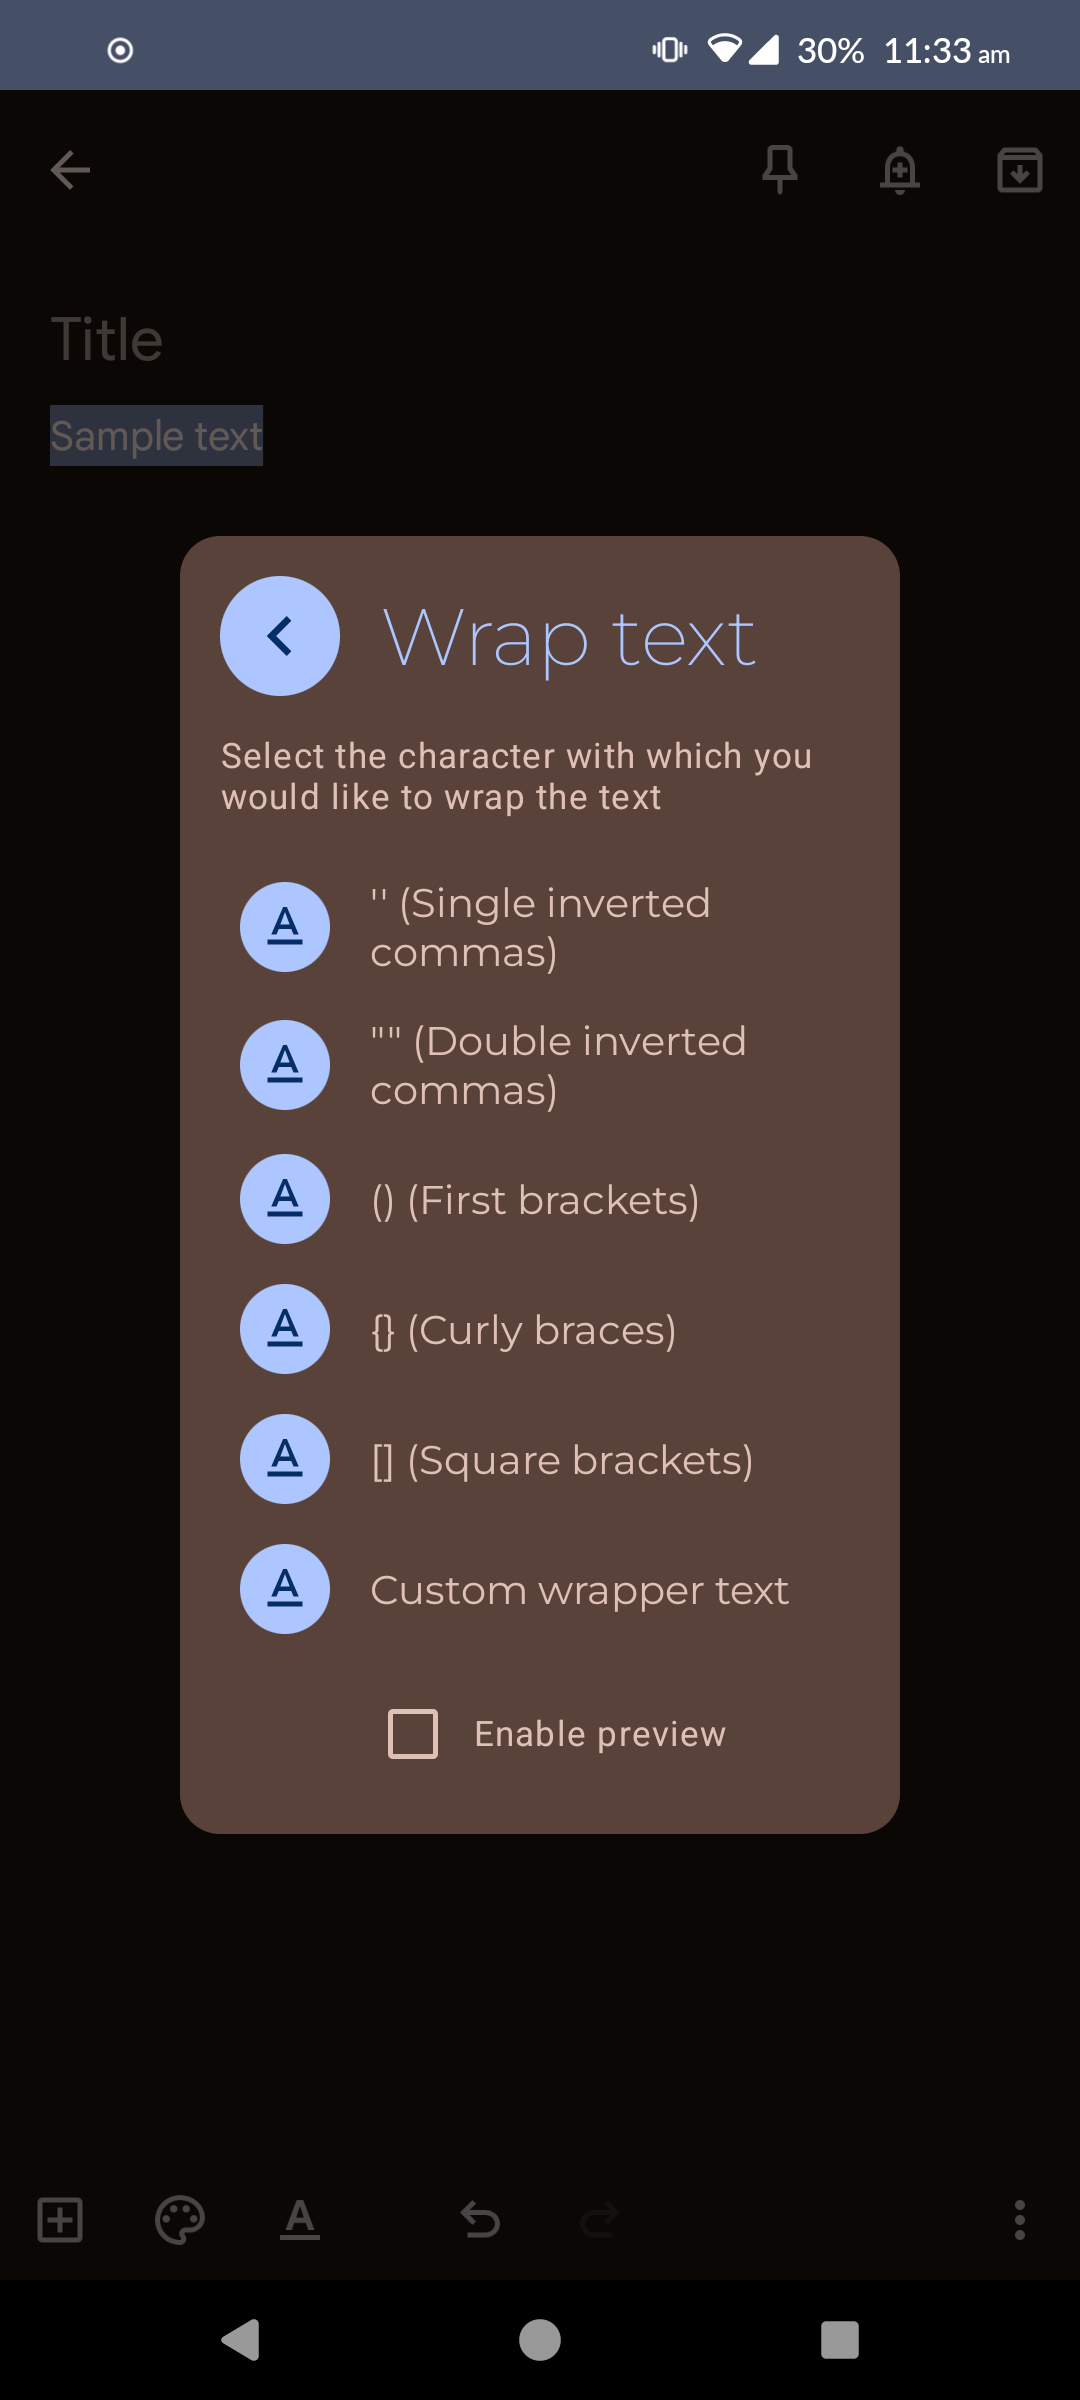 30% 11:33 am
Title
Sample text
Wrap text
Select the character with which you
would like to wrap the text
'' (Single inverted
commas)
"" (Double inverted
commas)
() (First brackets)
{} (Curly braces)
[] (Square brackets)
Custom wrapper text
Enable preview